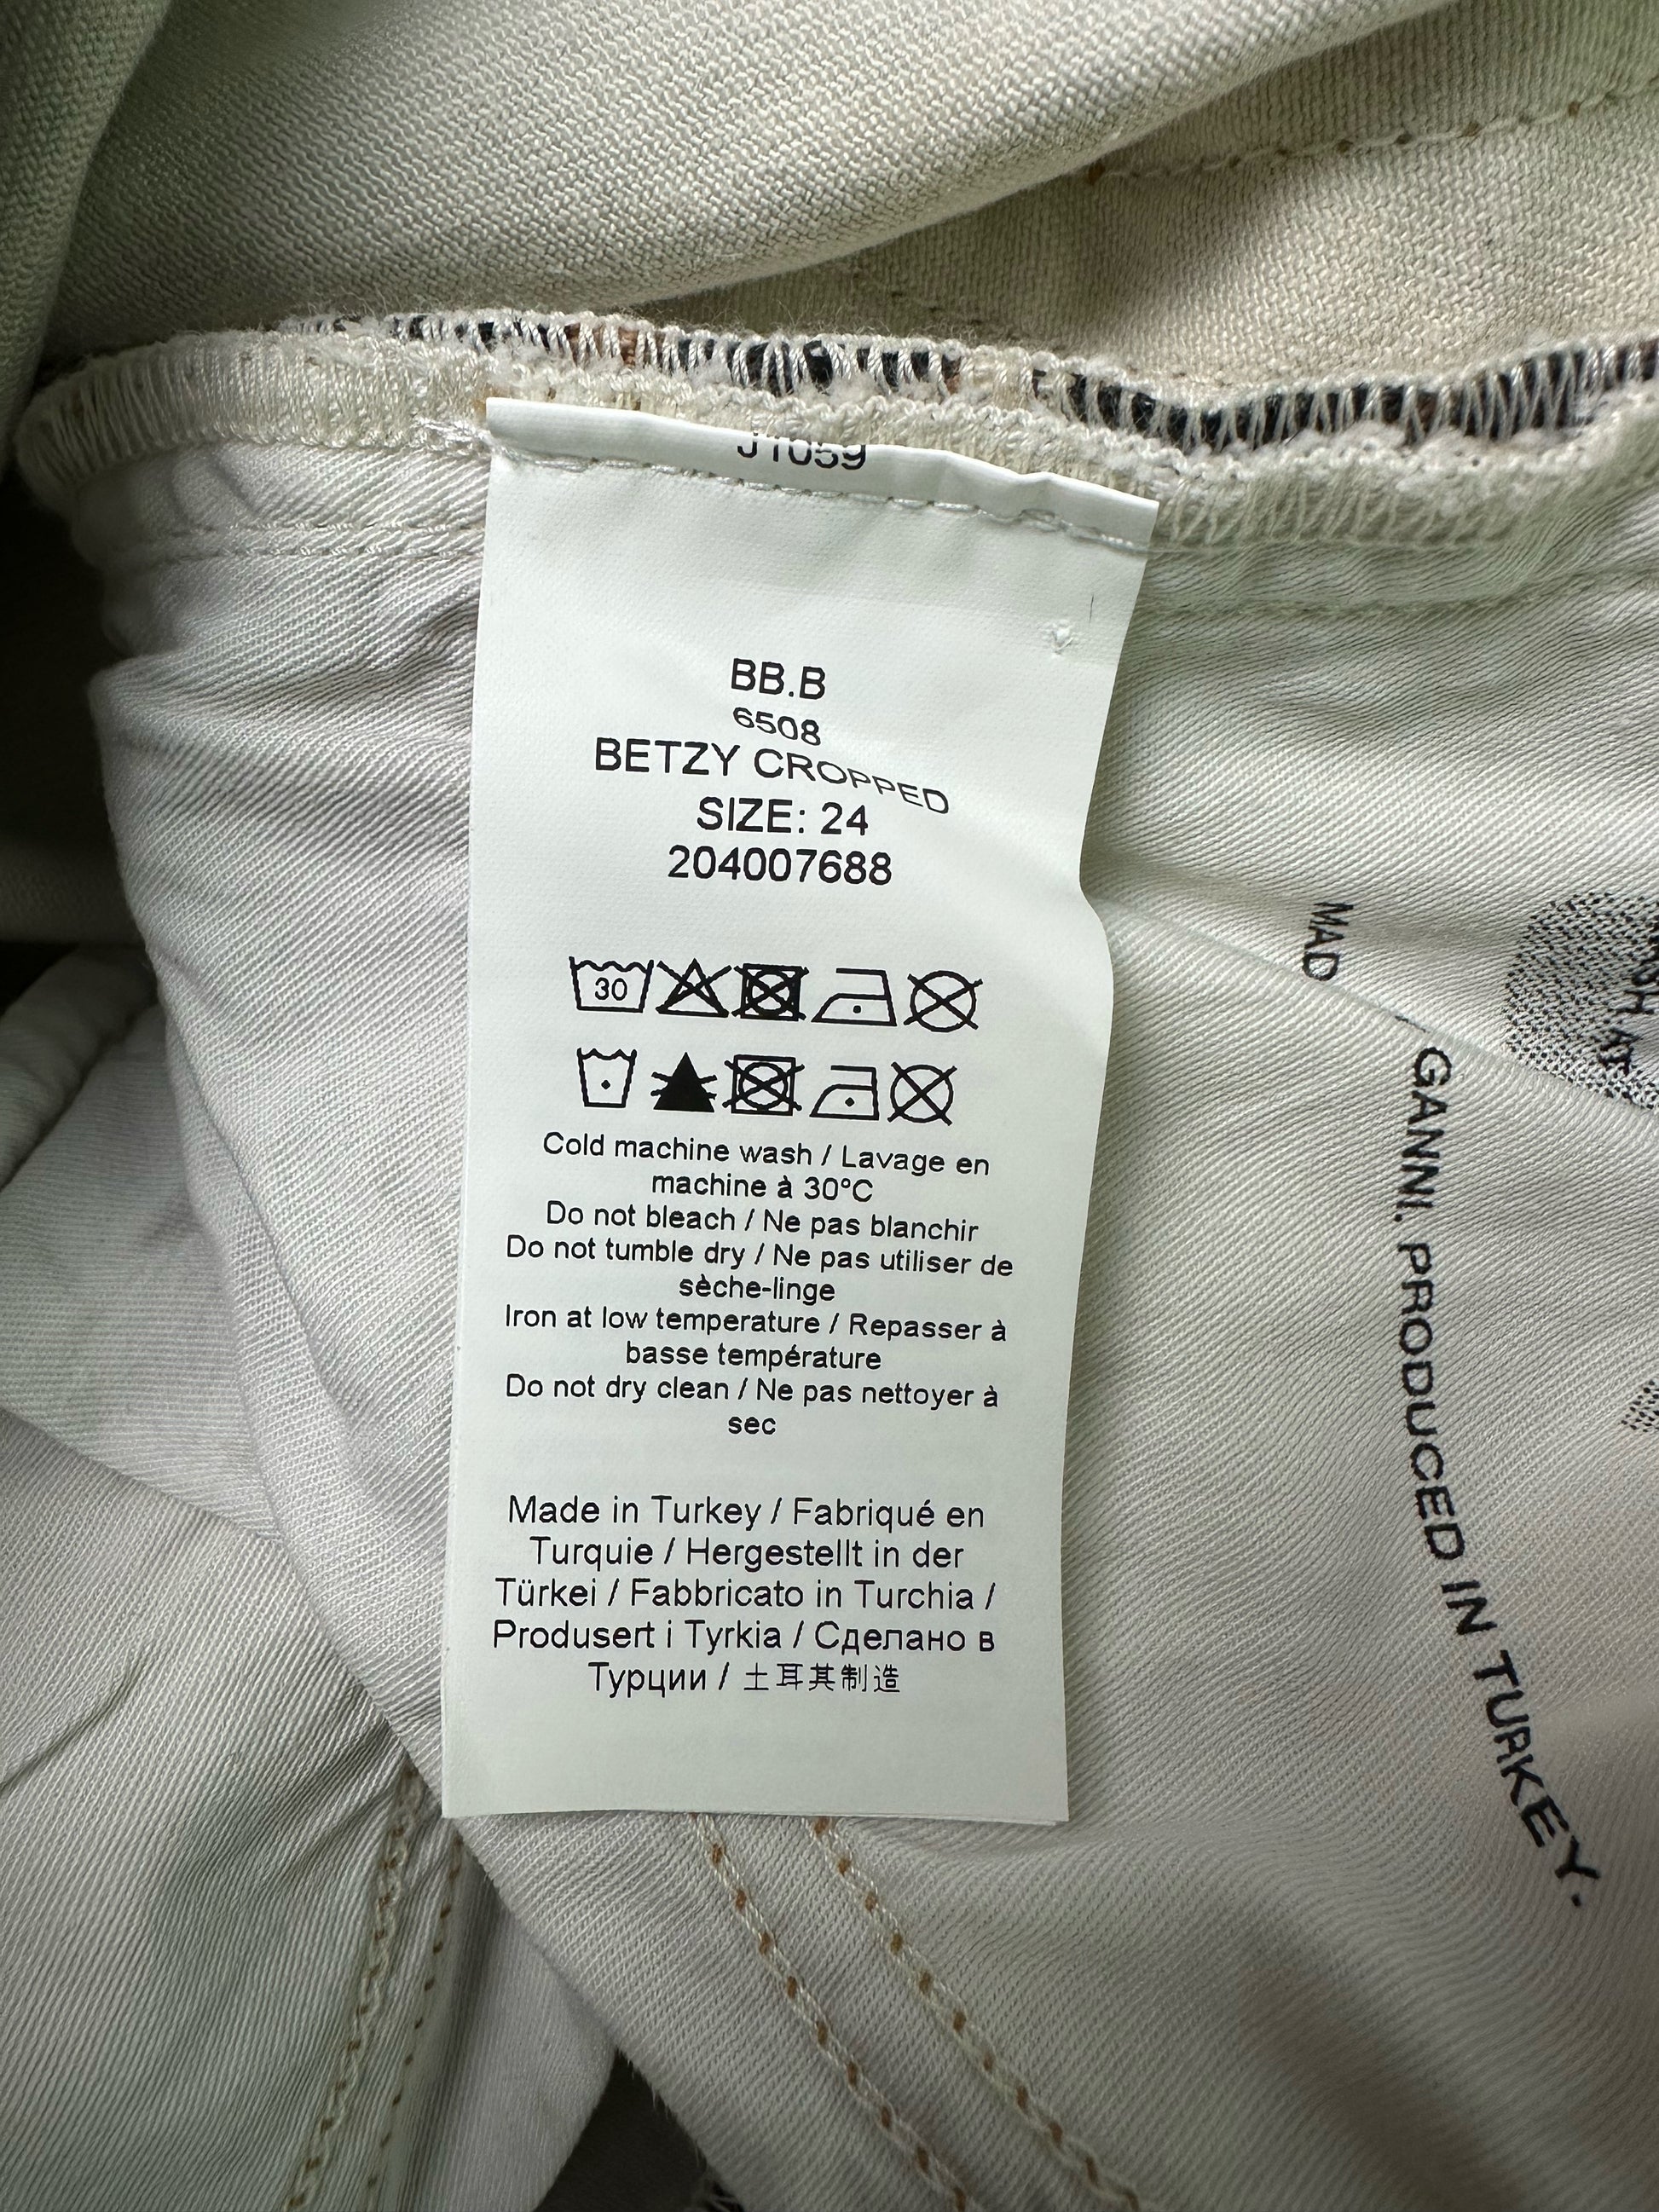 J1059
BB.B
6508
BETZY CROPPED
SIZE: 24
204007688
30
Cold machine wash / Lavage en
machine à 30°C
Do not bleach / Ne pas blanchir
Do not tumble dry / Ne pas utiliser de
sèche-linge
Iron at low temperature / Repasser à
basse température
Do not dry clean / Ne pas nettoyer à
sec
Made in Turkey / Fabriqué en
Turquie / Hergestellt in der
Türkei / Fabbricato in Turchia /
Produsert i Tyrkia / Сделано в
Турции / 土耳其制造
MAD
GANNI. PRODUCED IN TURKEY.